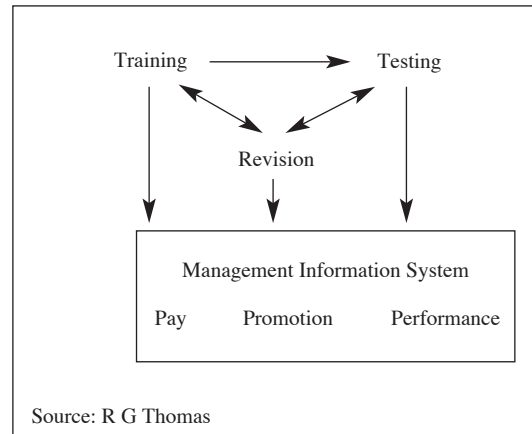 Training Testing
Revision
Management Information System
Pay Promotion Performance
Source: R G Thomas